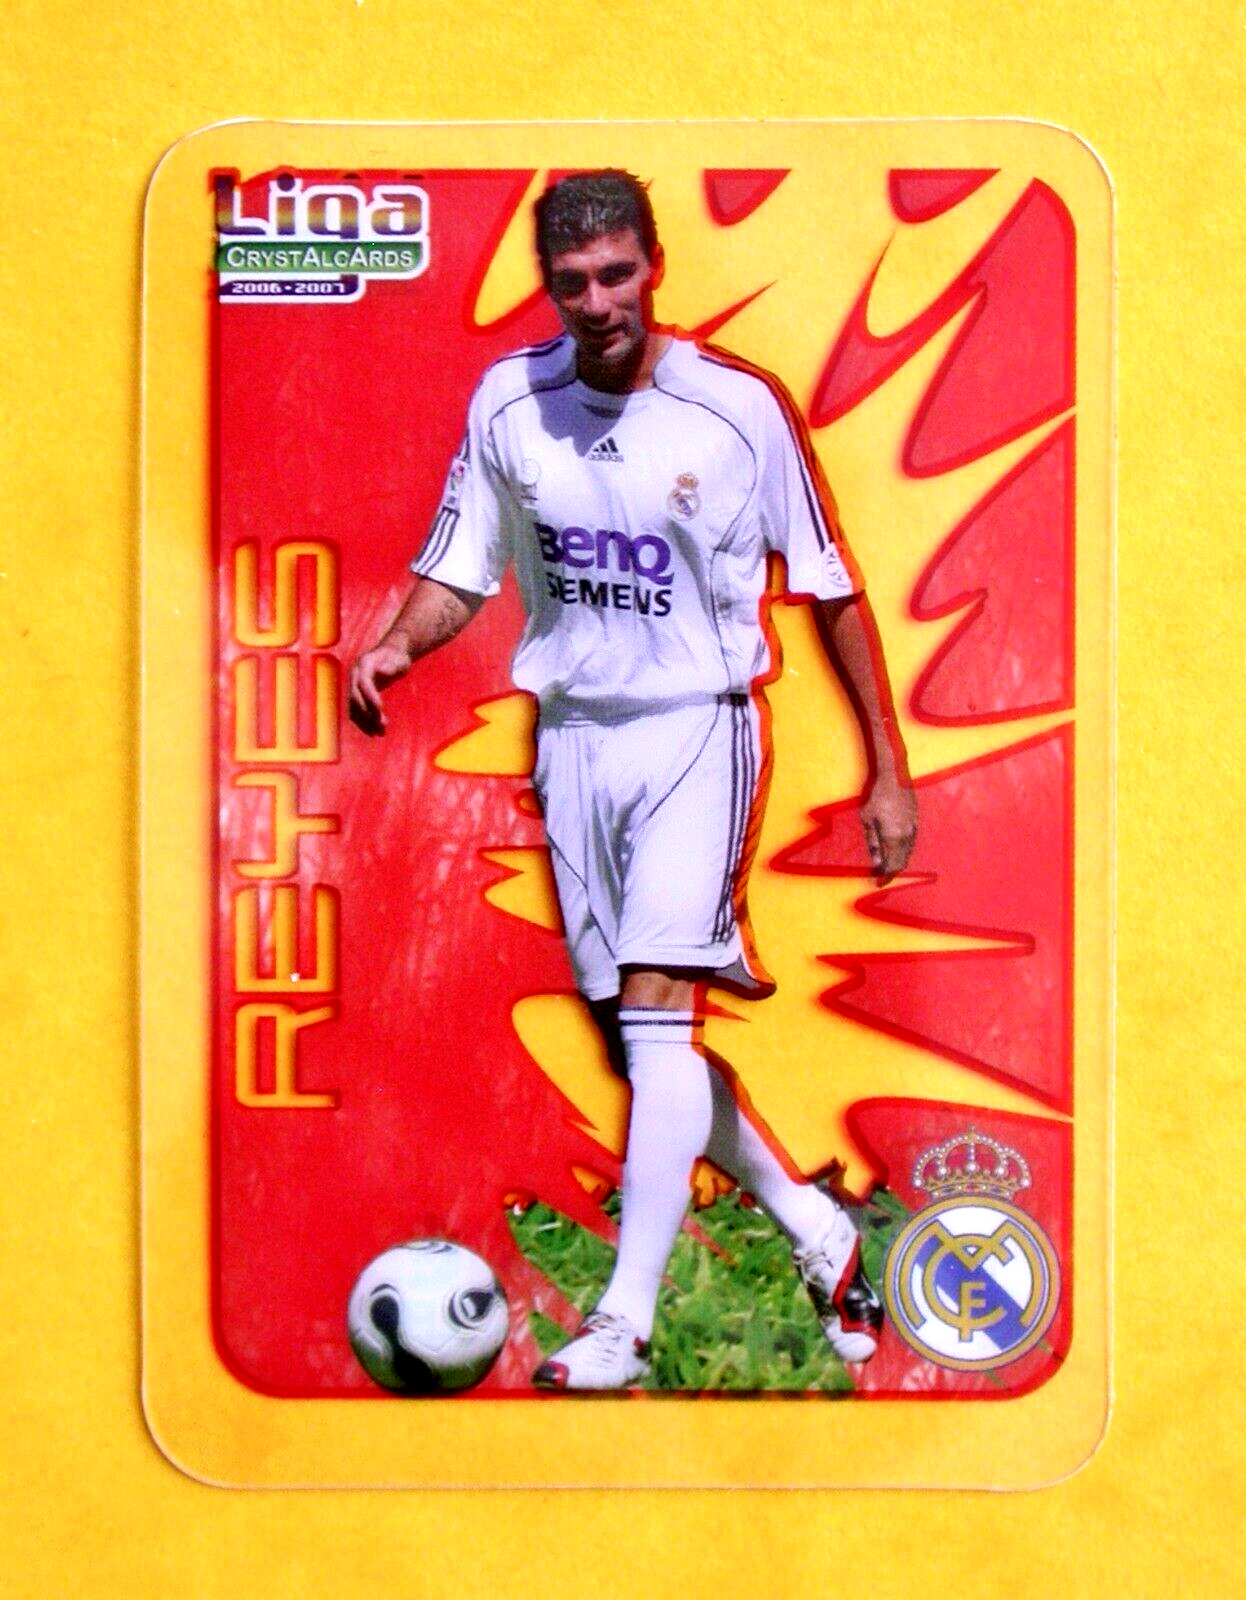 Liga
CRYSTALCARDS
2006•2007
REYES
adidas
BenQ
SIEMENS